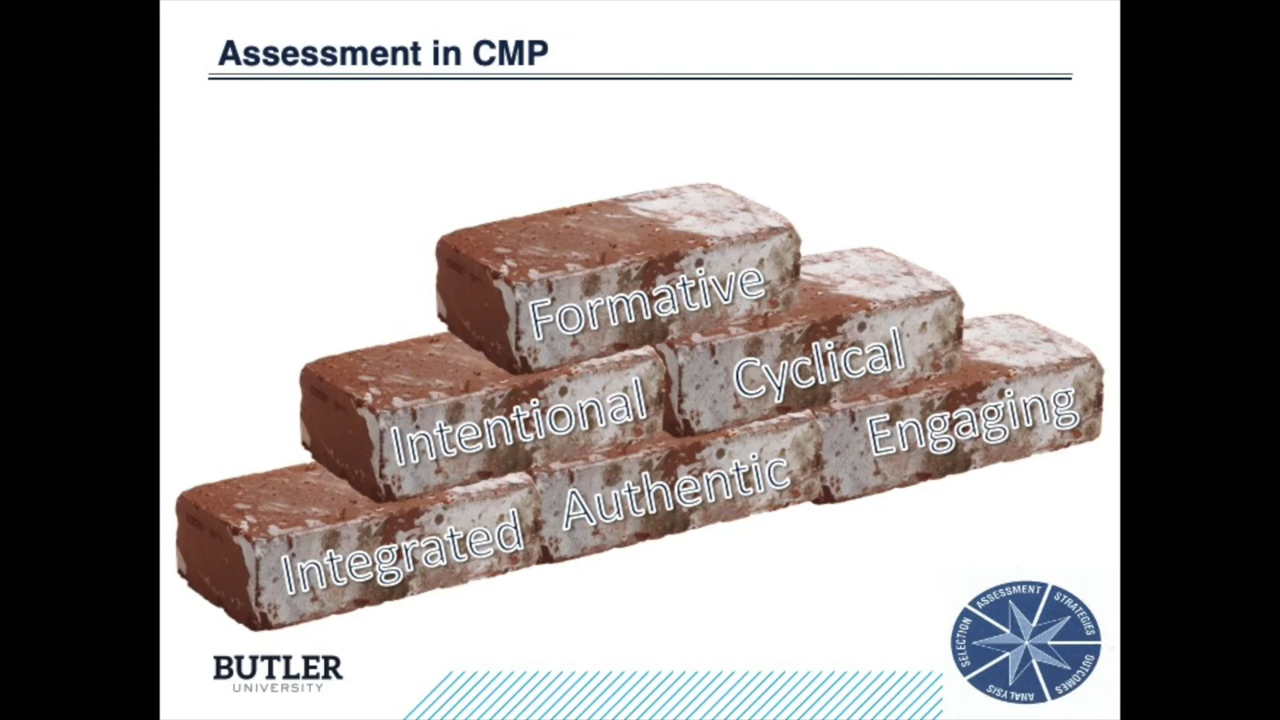 Assessment in CMP
Formative
Intentional
Cyclical
Integrated
Authentic
Engaging
BUTLER
UNIVERSITY
SELECTION
ASSESSMENT
STRATEGIES
OUTCOMES
ANALYSIS